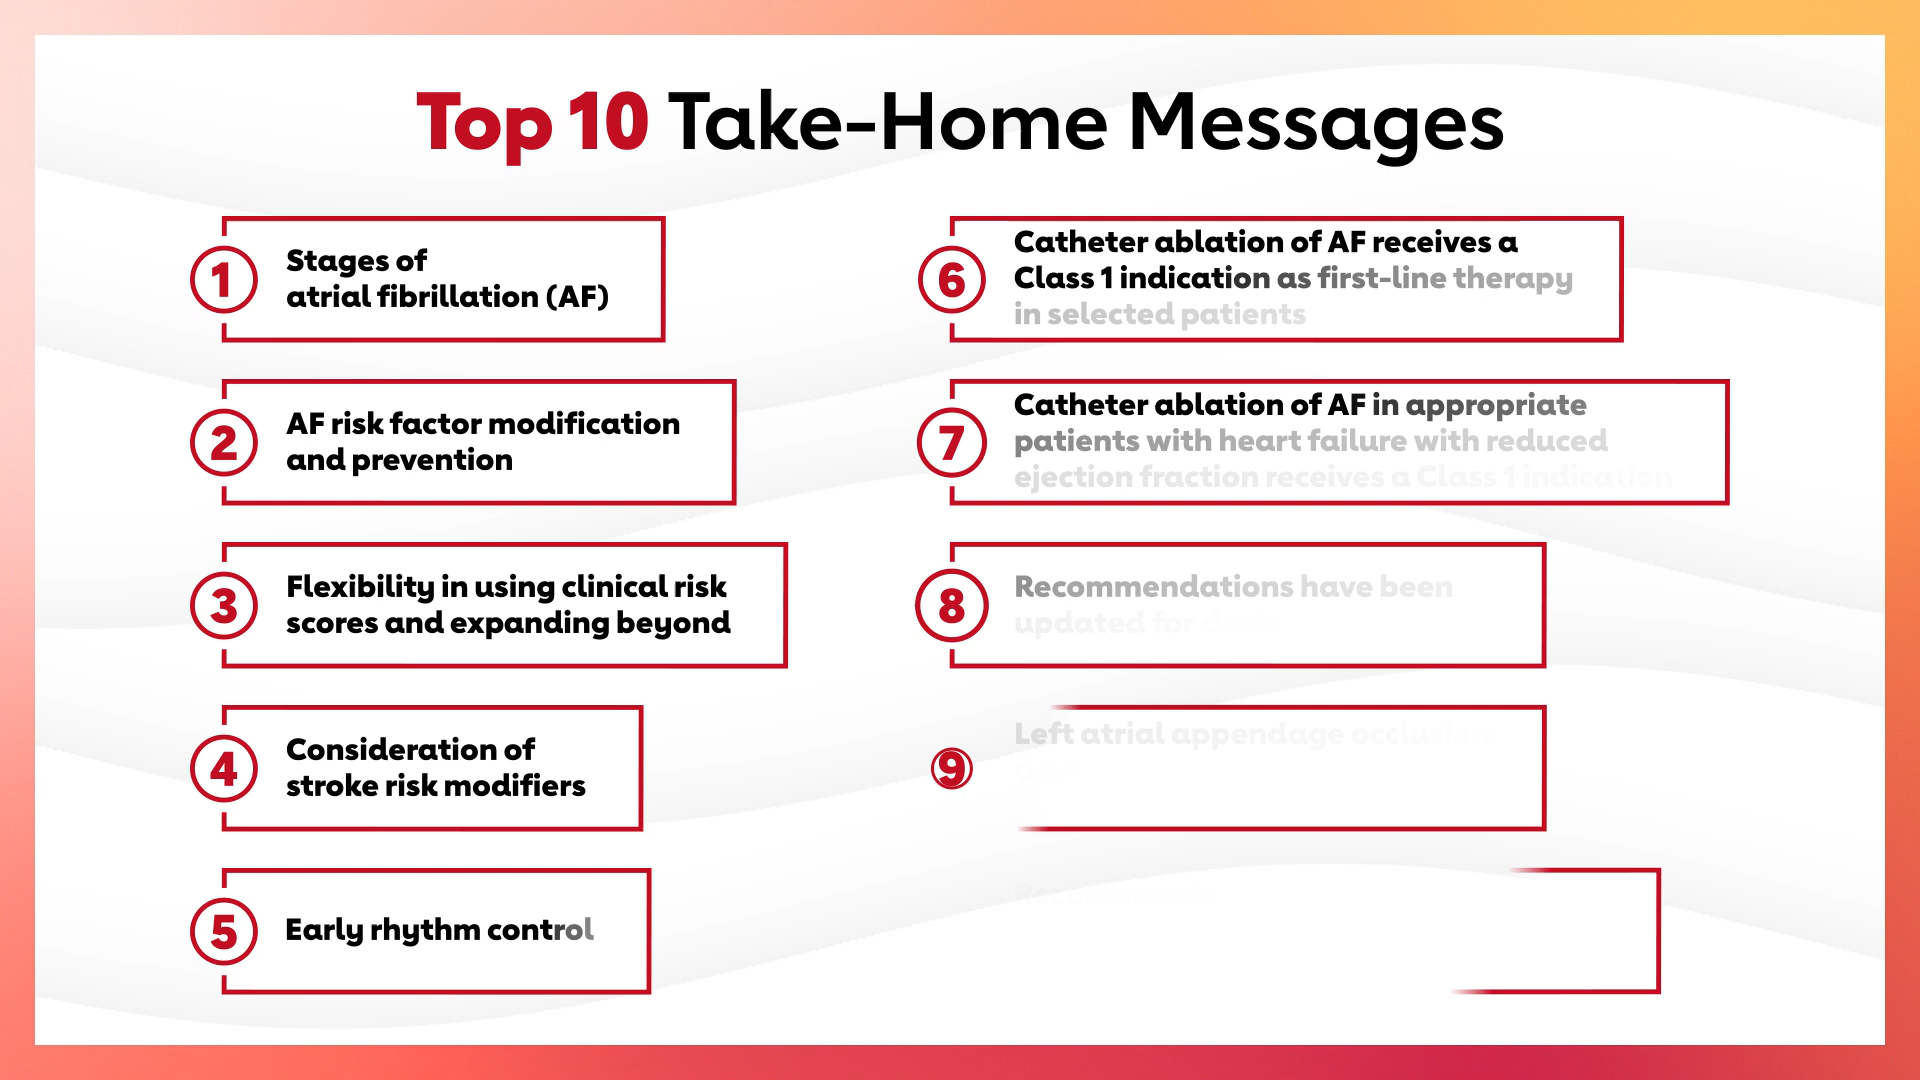 Top 10 Take-Home Messages
1
Stages of
atrial fibrillation (AF)
2
AF risk factor modification
and prevention
3
Flexibility in using clinical risk
scores and expanding beyond
4
Consideration of
stroke risk modifiers
5
Early rhythm control
6
Catheter ablation of AF receives a
Class 1 indication as first-line therapy
in selected patients
7
Catheter ablation of AF in appropriate
patients with heart failure with reduced
ejection fraction receives a Class 1 indication
8
Recommendations have been
updated for
9
Left atrial appendage occlusion